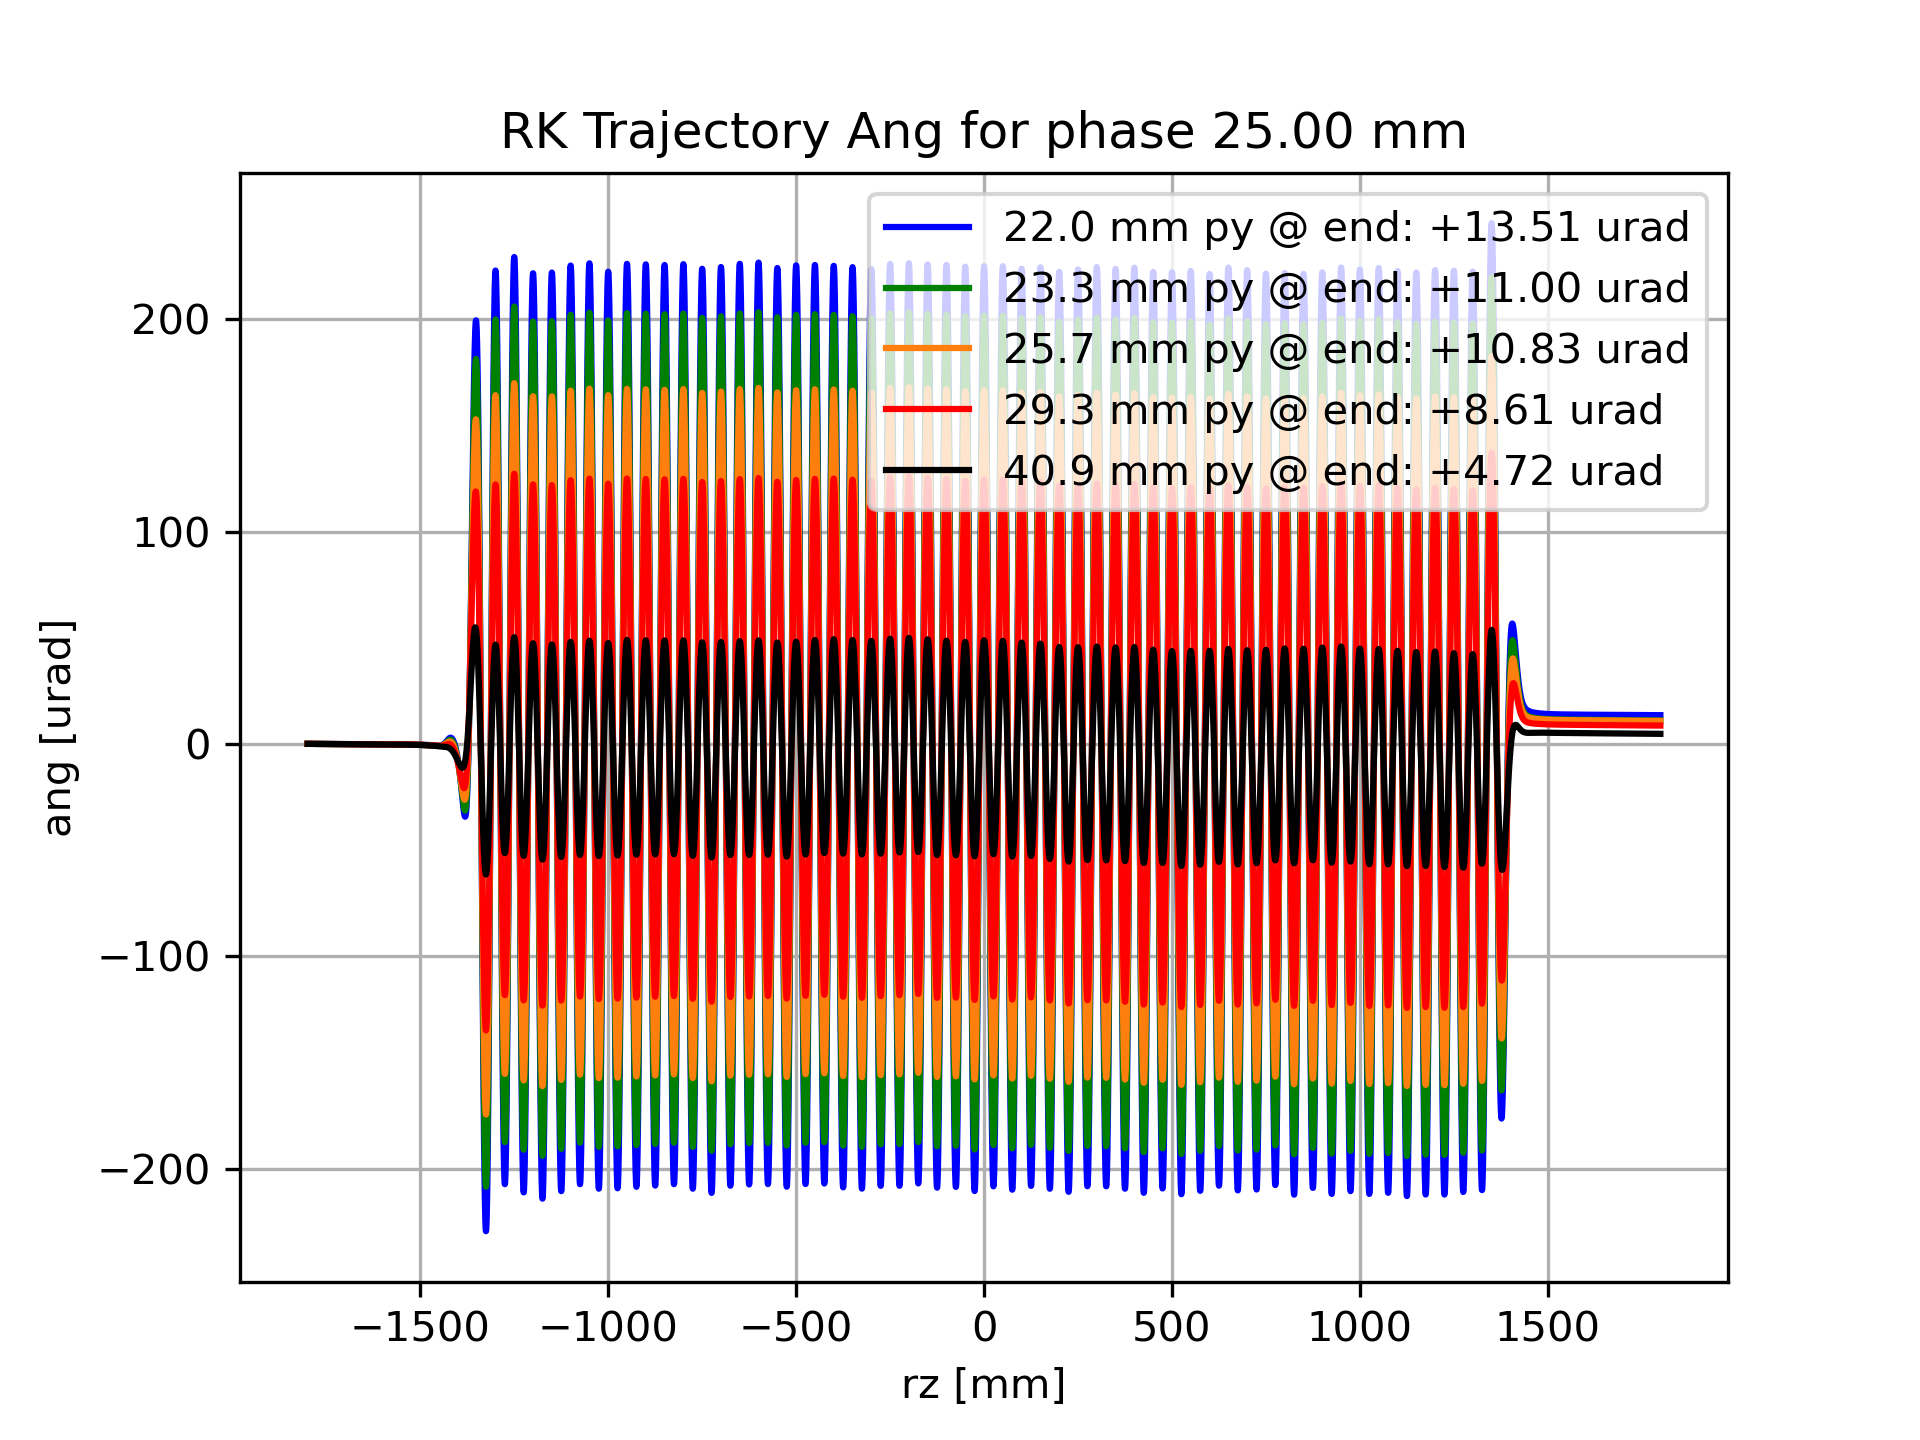 RK Trajectory Ang for phase 25.00 mm
22.0 mm py @ end: +13.51 urad
23.3 mm py @ end: +11.00 urad
25.7 mm py @ end: +10.83 urad
29.3 mm py @ end: +8.61 urad
40.9 mm py @ end: +4.72 urad
200
100
0
−100
−200
ang [urad]
−1500 −1000 −500 0 500 1000 1500
rz [mm]